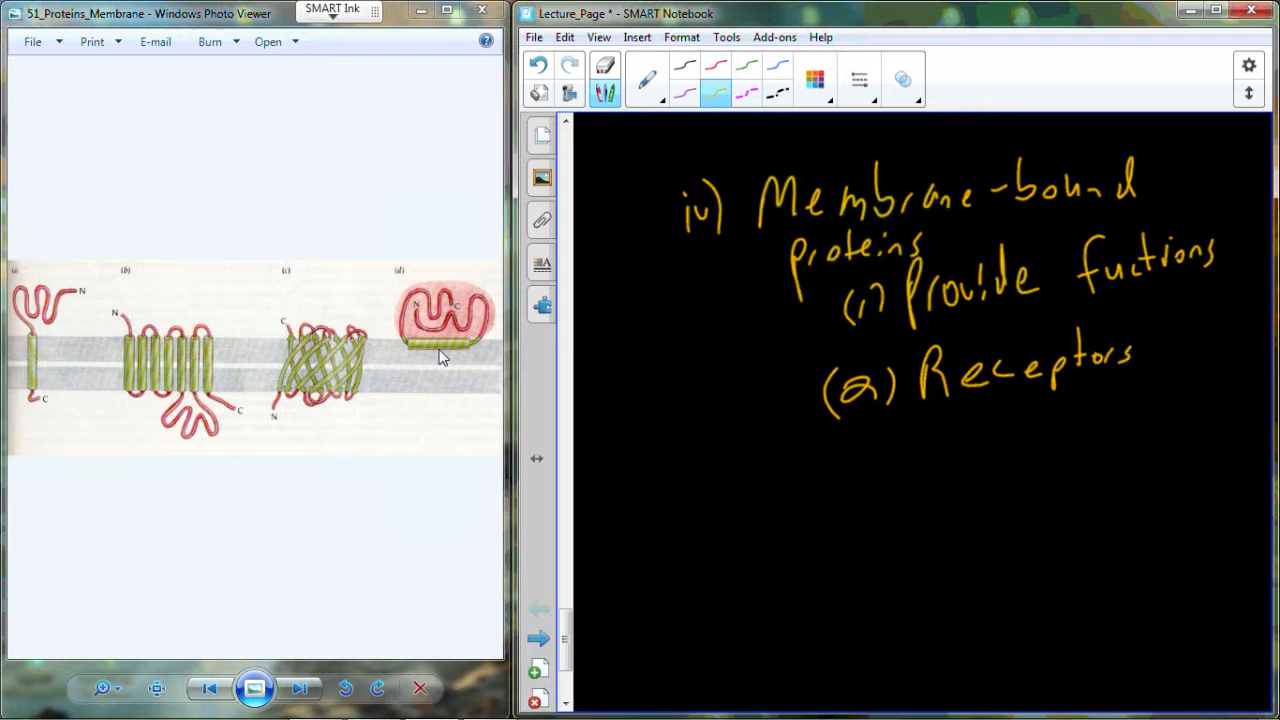 51_Proteins_Membrane - Windows Photo Viewer
SMART Ink
File Print E-mail Burn Open
(a) (b) (c) (d)
N
N
C
N C
C
C
N
Lecture_Page * - SMART Notebook
File Edit View Insert Format Tools Add-ons Help
iv) Membrane-bound
proteins
(i) Provide fuctions
(a) Receptors